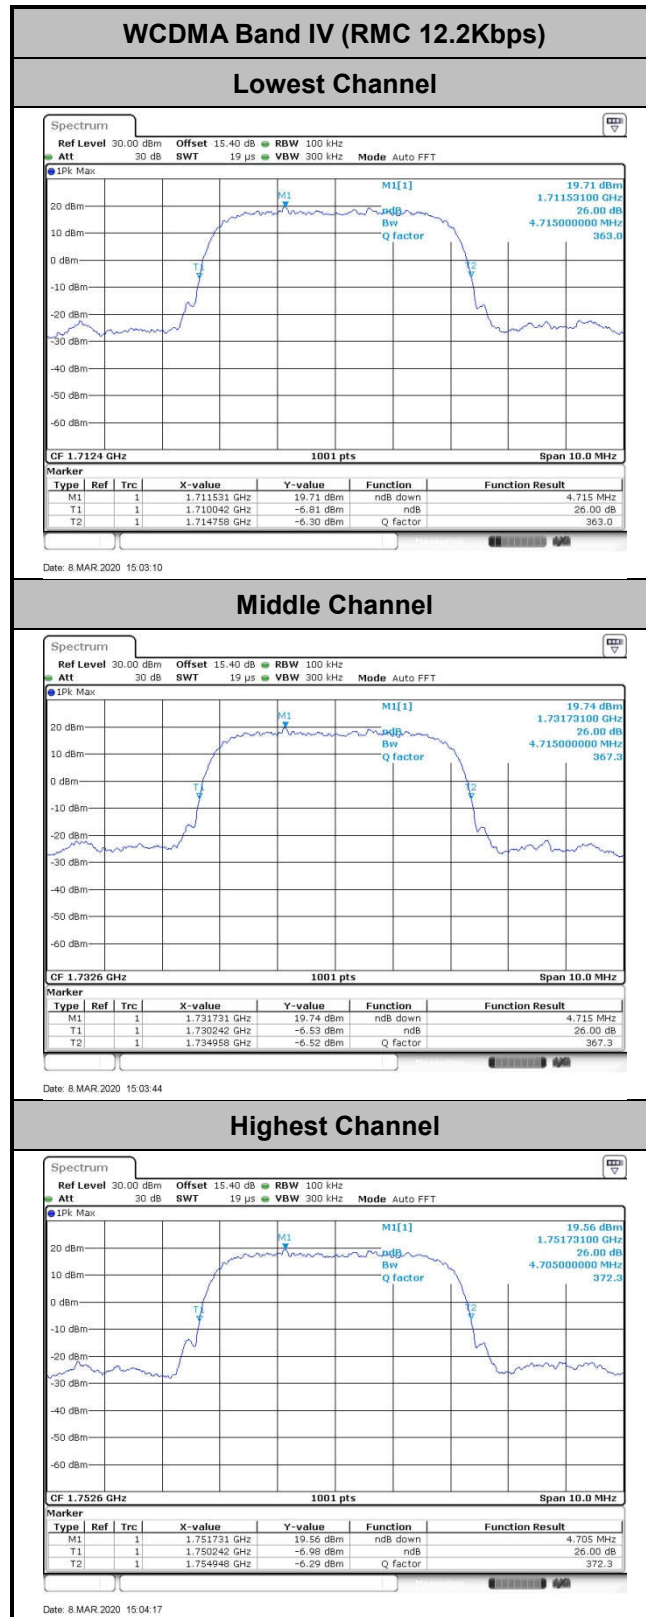 WCDMA Band IV (RMC 12.2Kbps)
Lowest Channel
Spectrum
Ref Level 30.00 dBm Offset 15.40 dB RBW 100 kHz
Att 30 dB SWT 19 µs VBW 300 kHz Mode Auto FFT
1Pk Max
M1[1] 19.71 dBm
1.71153100 GHz
ndB 26.00 dB
Bw 4.715000000 MHz
Q factor 363.0
M1
T1
T2
20 dBm
10 dBm
0 dBm
-10 dBm
-20 dBm
-30 dBm
-40 dBm
-50 dBm
-60 dBm
CF 1.7124 GHz 1001 pts Span 10.0 MHz
Marker
Type Ref Trc X-value Y-value Function Function Result
M1 1 1.711531 GHz 19.71 dBm ndB down 4.715 MHz
T1 1 1.710042 GHz -6.81 dBm ndB 26.00 dB
T2 1 1.714758 GHz -6.30 dBm Q factor 363.0
Date: 8.MAR.2020 15:03:10
Middle Channel
Spectrum
Ref Level 30.00 dBm Offset 15.40 dB RBW 100 kHz
Att 30 dB SWT 19 µs VBW 300 kHz Mode Auto FFT
1Pk Max
M1[1] 19.74 dBm
1.73173100 GHz
ndB 26.00 dB
Bw 4.715000000 MHz
Q factor 367.3
M1
T1
T2
20 dBm
10 dBm
0 dBm
-10 dBm
-20 dBm
-30 dBm
-40 dBm
-50 dBm
-60 dBm
CF 1.7326 GHz 1001 pts Span 10.0 MHz
Marker
Type Ref Trc X-value Y-value Function Function Result
M1 1 1.731731 GHz 19.74 dBm ndB down 4.715 MHz
T1 1 1.730242 GHz -6.53 dBm ndB 26.00 dB
T2 1 1.734958 GHz -6.52 dBm Q factor 367.3
Date: 8.MAR.2020 15:03:44
Highest Channel
Spectrum
Ref Level 30.00 dBm Offset 15.40 dB RBW 100 kHz
Att 30 dB SWT 19 µs VBW 300 kHz Mode Auto FFT
1Pk Max
M1[1] 19.56 dBm
1.75173100 GHz
ndB 26.00 dB
Bw 4.705000000 MHz
Q factor 372.3
M1
T1
T2
20 dBm
10 dBm
0 dBm
-10 dBm
-20 dBm
-30 dBm
-40 dBm
-50 dBm
-60 dBm
CF 1.7526 GHz 1001 pts Span 10.0 MHz
Marker
Type Ref Trc X-value Y-value Function Function Result
M1 1 1.751731 GHz 19.56 dBm ndB down 4.705 MHz
T1 1 1.750242 GHz -6.98 dBm ndB 26.00 dB
T2 1 1.754948 GHz -6.29 dBm Q factor 372.3
Date: 8.MAR.2020 15:04:17